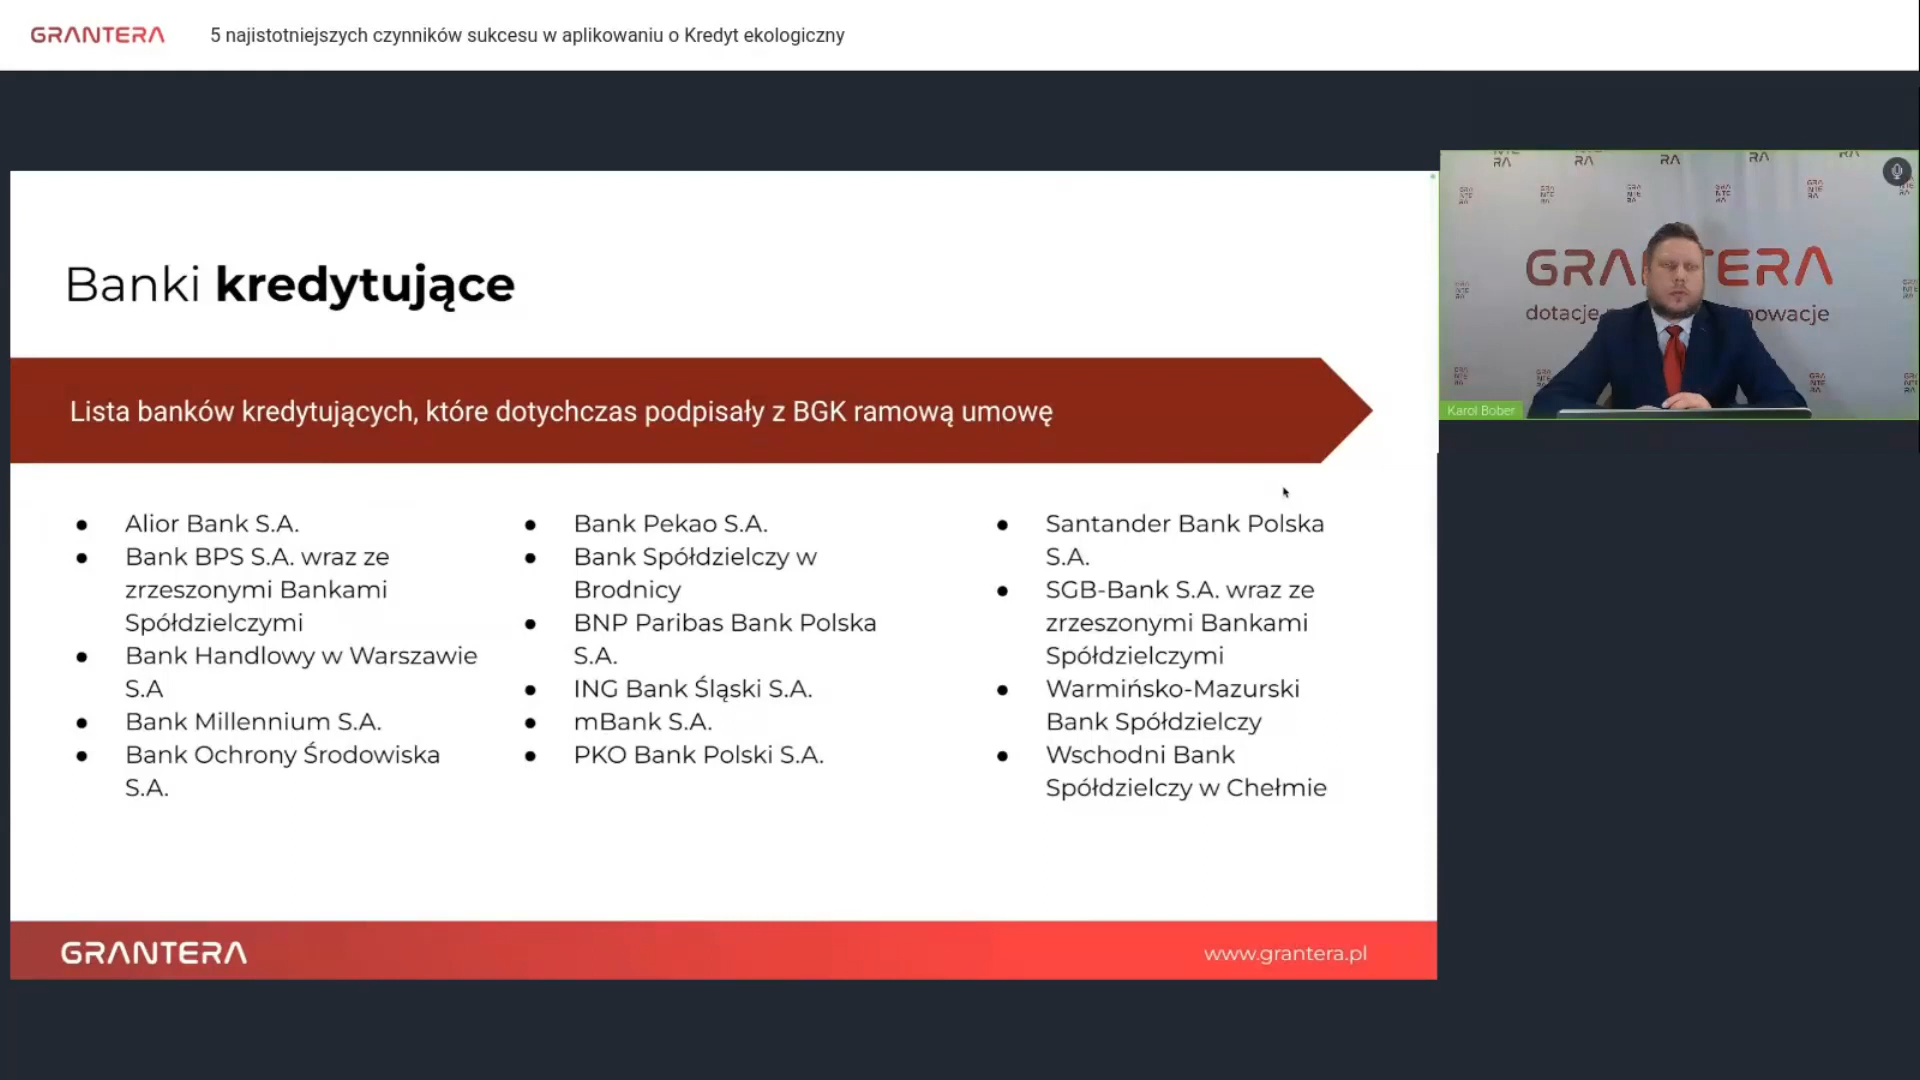 GRANTERA
5 najistotniejszych czynników sukcesu w aplikowaniu o Kredyt ekologiczny
Banki kredytujące
Lista banków kredytujących, które dotychczas podpisały z BGK ramową umowę
● Alior Bank S.A.
● Bank BPS S.A. wraz ze
zrzeszonymi Bankami
Spółdzielczymi
● Bank Handlowy w Warszawie
S.A
● Bank Millennium S.A.
● Bank Ochrony Środowiska
S.A.
● Bank Pekao S.A.
● Bank Spółdzielczy w
Brodnicy
● BNP Paribas Bank Polska
S.A.
● ING Bank Śląski S.A.
● mBank S.A.
● PKO Bank Polski S.A.
● Santander Bank Polska
S.A.
● SGB-Bank S.A. wraz ze
zrzeszonymi Bankami
Spółdzielczymi
● Warmińsko-Mazurski
Bank Spółdzielczy
● Wschodni Bank
Spółdzielczy w Chełmie
GRANTERA
www.grantera.pl
dotacje
Karol Bober